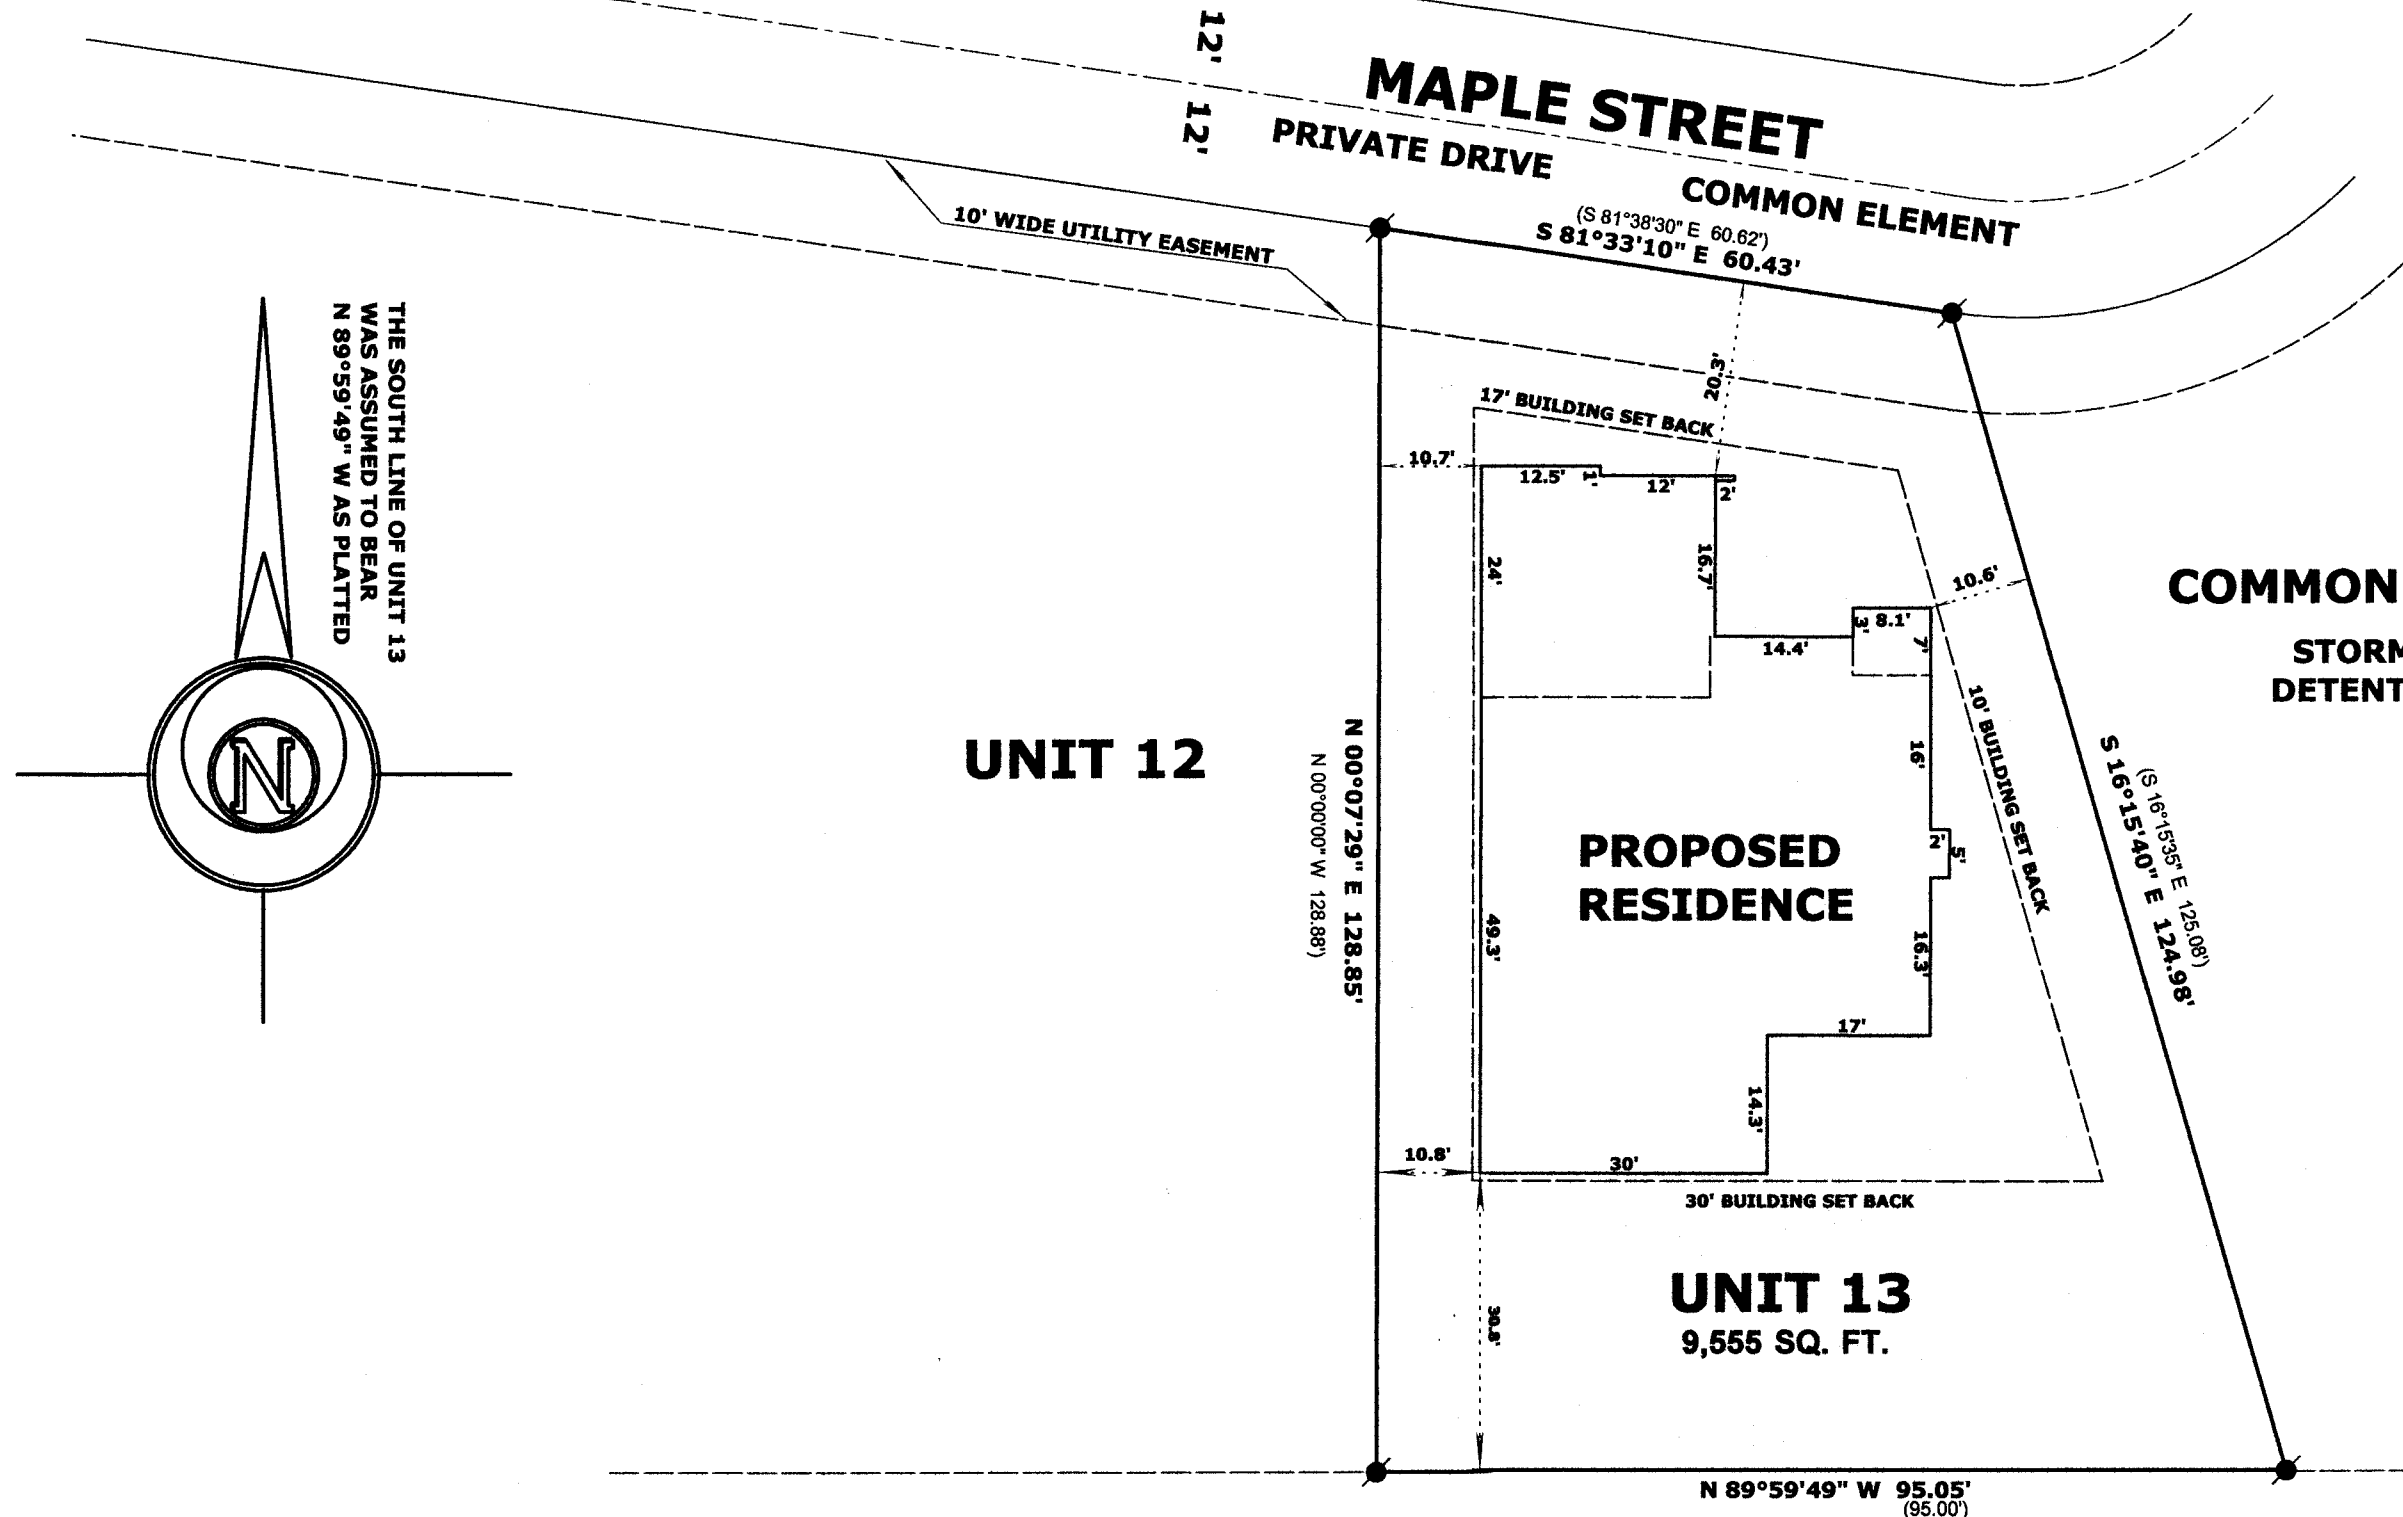 12'
12'
MAPLE STREET
PRIVATE DRIVE
COMMON ELEMENT
(S 81°38'30" E 60.62')
S 81°33'10" E 60.43'
10' WIDE UTILITY EASEMENT
THE SOUTH LINE OF UNIT 13
WAS ASSUMED TO BEAR
N 89°59'49" W AS PLATTED
N
20.3'
17' BUILDING SET BACK
10.7'
12.5'
1'
12'
2'
24'
16.7'
14.4'
3'
8.1'
7'
10.6'
COMMON
STORM
DETENT
10' BUILDING SET BACK
16'
2'
5'
16.3'
S 16°15'40" E 124.98'
(S 16°15'35" E 125.08')
UNIT 12
N 00°07'29" E 128.85'
N 00°00'00" W 128.88')
PROPOSED
RESIDENCE
49.3'
17'
14.3'
10.8'
30'
30' BUILDING SET BACK
30.8'
UNIT 13
9,555 SQ. FT.
N 89°59'49" W 95.05'
(95.00')